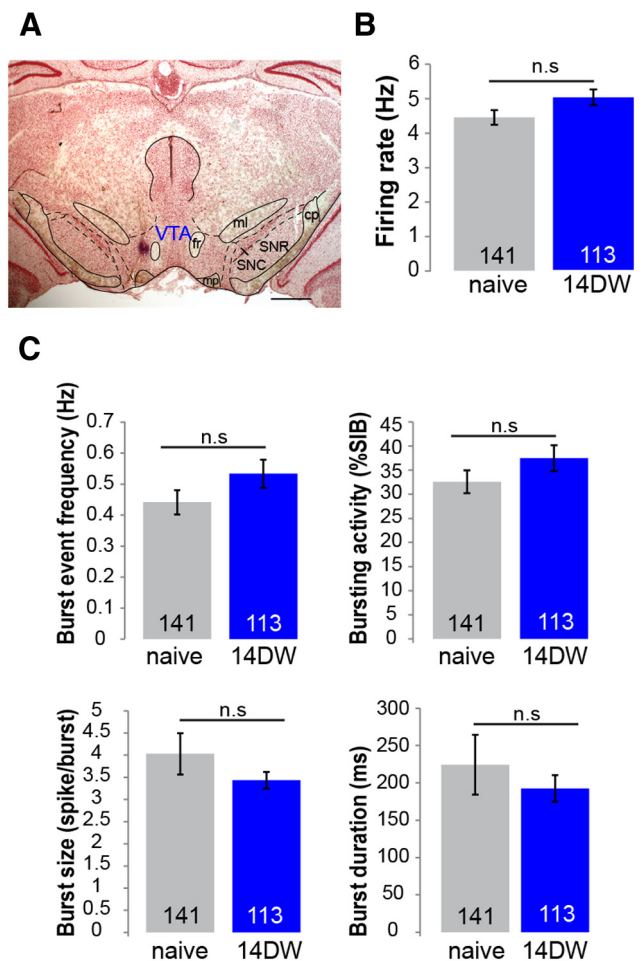 A
VTA
fr
ml
cp
SNR
SNC
mp
B
Firing rate (Hz)
6
5
4
3
2
1
0
n.s
141
113
naive
14DW
C
Burst event frequency (Hz)
0.7
0.6
0.5
0.4
0.3
0.2
0.1
0
n.s
141
113
naive
14DW
Bursting activity (%SIB)
45
40
35
30
25
20
15
10
5
0
n.s
141
113
naive
14DW
Burst size (spike/burst)
5
4.5
4
3.5
3
2.5
2
1.5
1
0.5
0
n.s
141
113
naive
14DW
Burst duration (ms)
300
250
200
150
100
50
0
n.s
141
113
naive
14DW